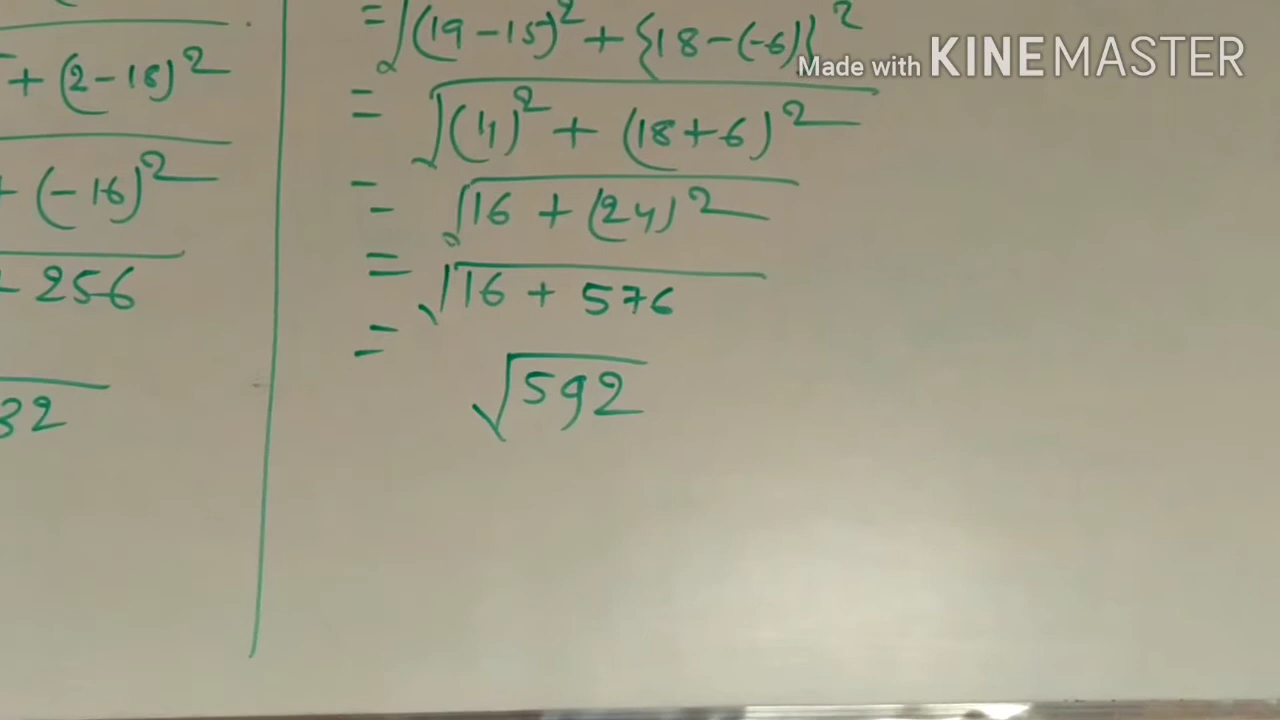 + (2-18)²
+ (-16)²
+ 256
32
= √(19-15)² + {18-(-6)}²
= √(4)² + (18+6)²
= √16 + (24)²
= √16 + 576
= √592
Made with KINEMASTER